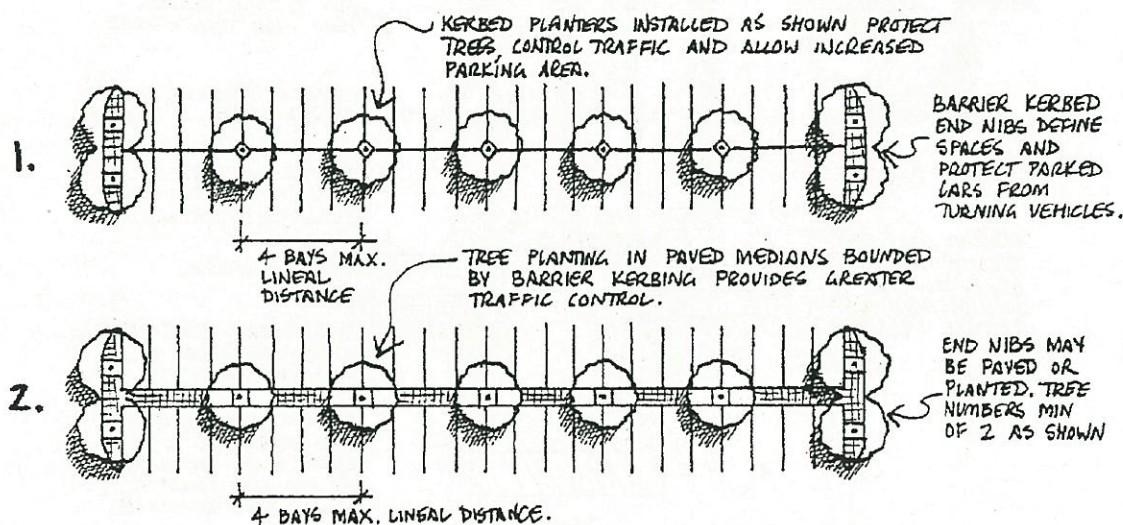 KERBED PLANTERS INSTALLED AS SHOWN PROTECT
TREES, CONTROL TRAFFIC AND ALLOW INCREASED
PARKING AREA.
1.
BARRIER KERBED
END NIBS DEFINE
SPACES AND
PROTECT PARKED
CARS FROM
TURNING VEHICLES.
4 BAYS MAX.
LINEAL
DISTANCE
TREE PLANTING IN PAVED MEDIANS BOUNDED
BY BARRIER KERBING PROVIDES GREATER
TRAFFIC CONTROL.
2.
END NIBS MAY
BE PAVED OR
PLANTED. TREE
NUMBERS MIN
OF 2 AS SHOWN
4 BAYS MAX. LINEAL DISTANCE.